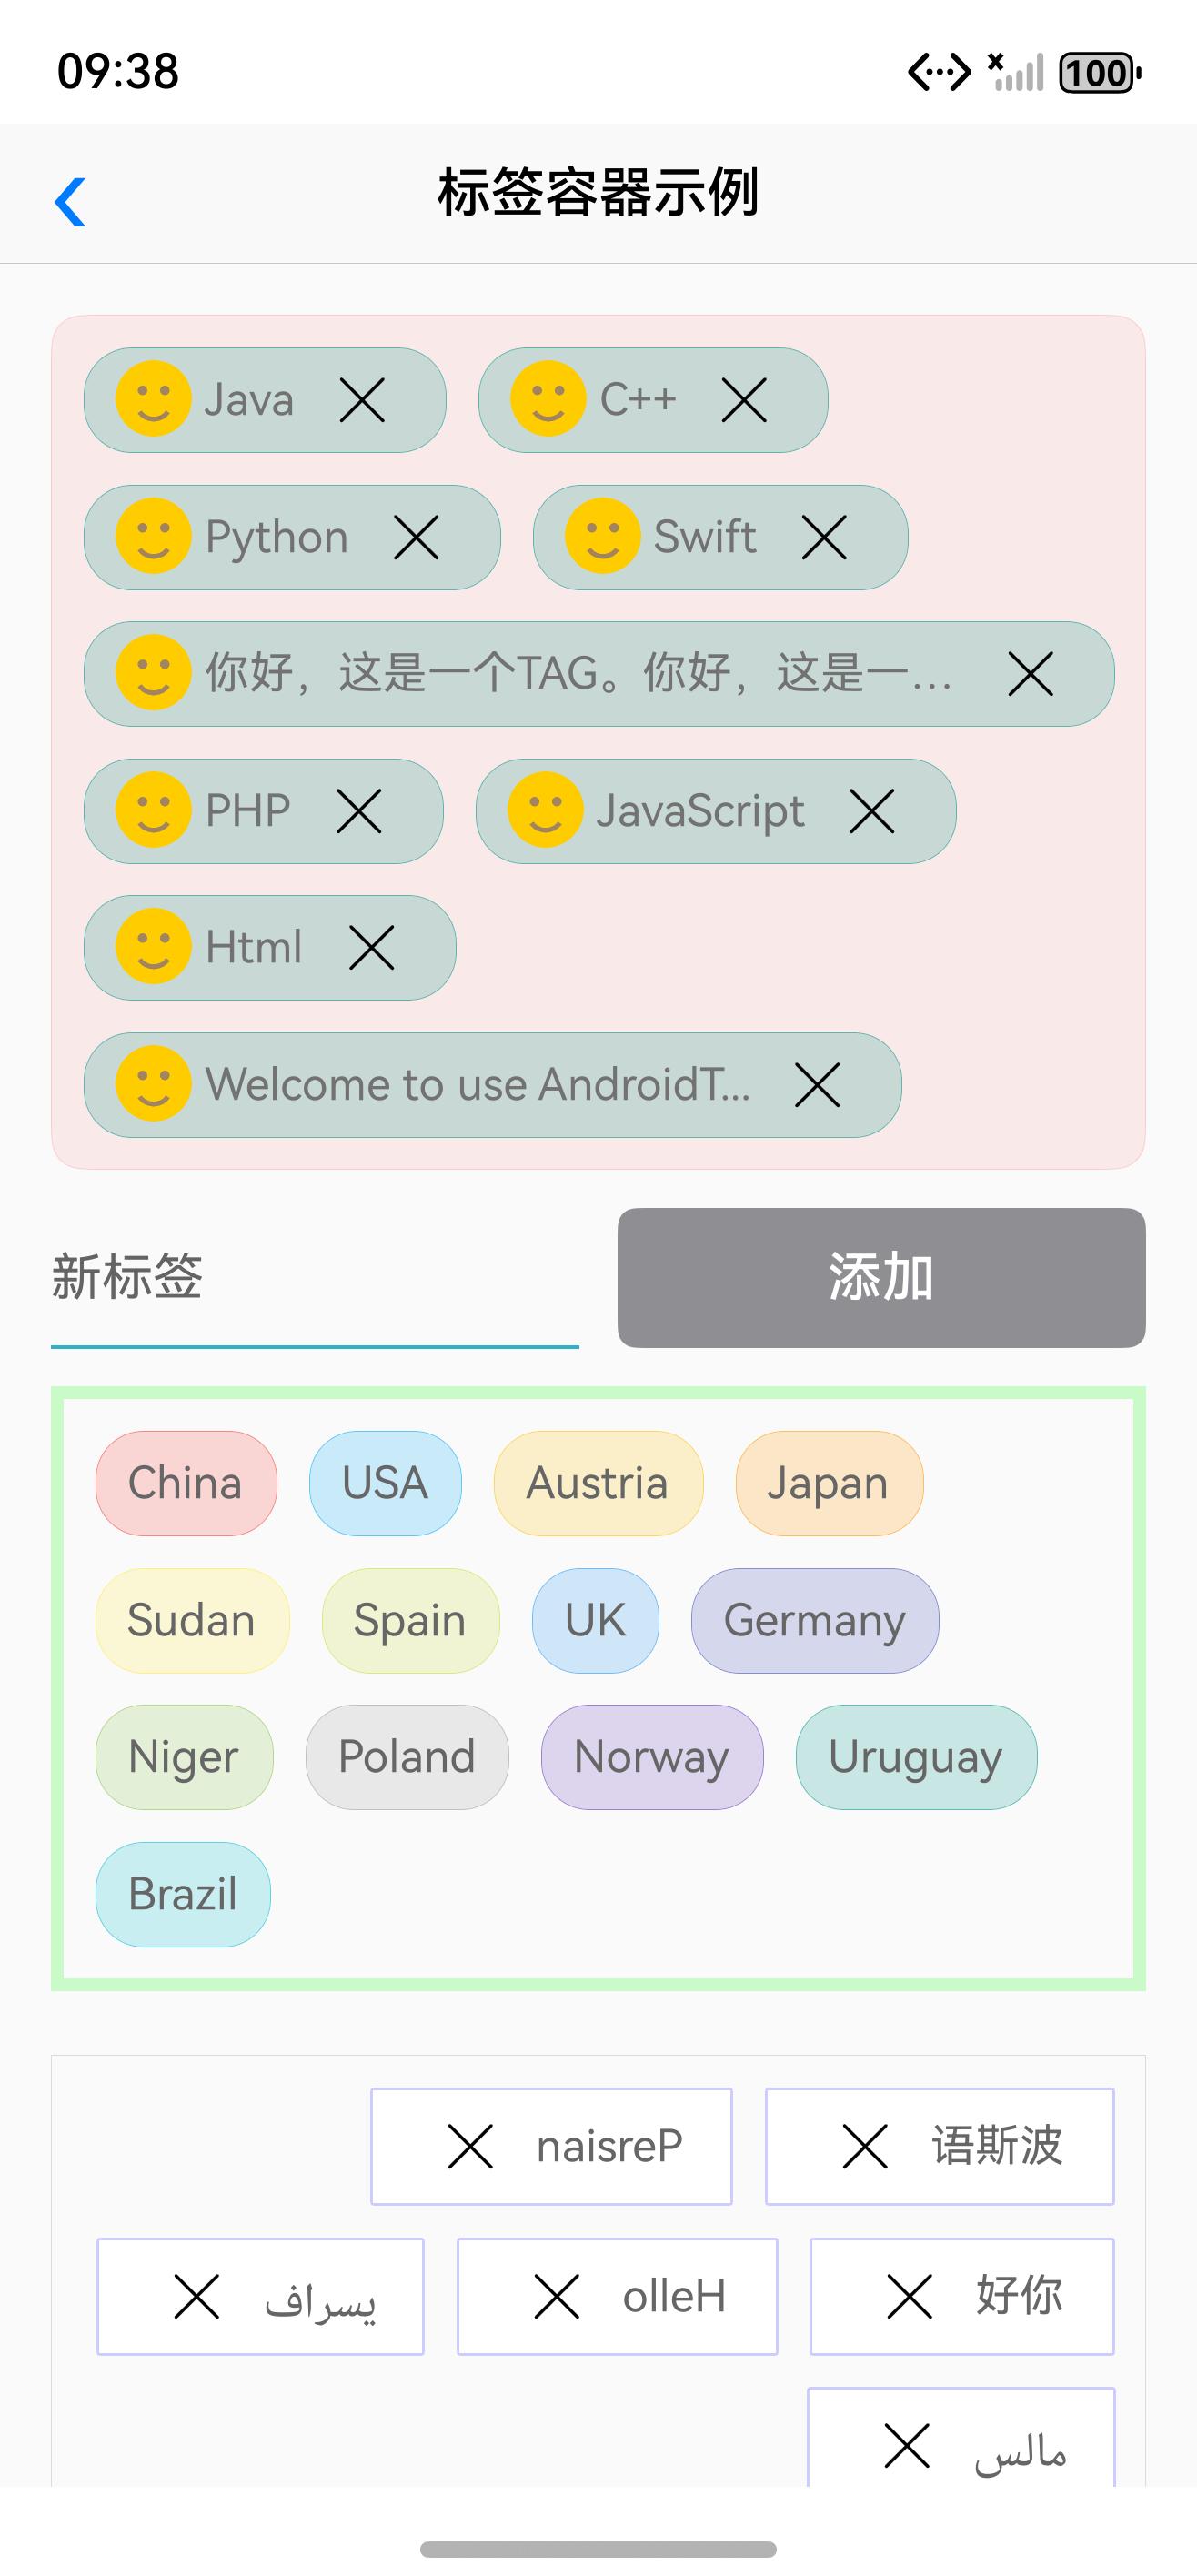 09:38
100
标签容器示例
Java C++
Python Swift
你好，这是一个TAG。你好，这是一...
PHP JavaScript
Html
Welcome to use AndroidT...
新标签 添加
China USA Austria Japan
Sudan Spain UK Germany
Niger Poland Norway Uruguay
Brazil
naisreP 语斯波
يسراف olleH 好你
مالس